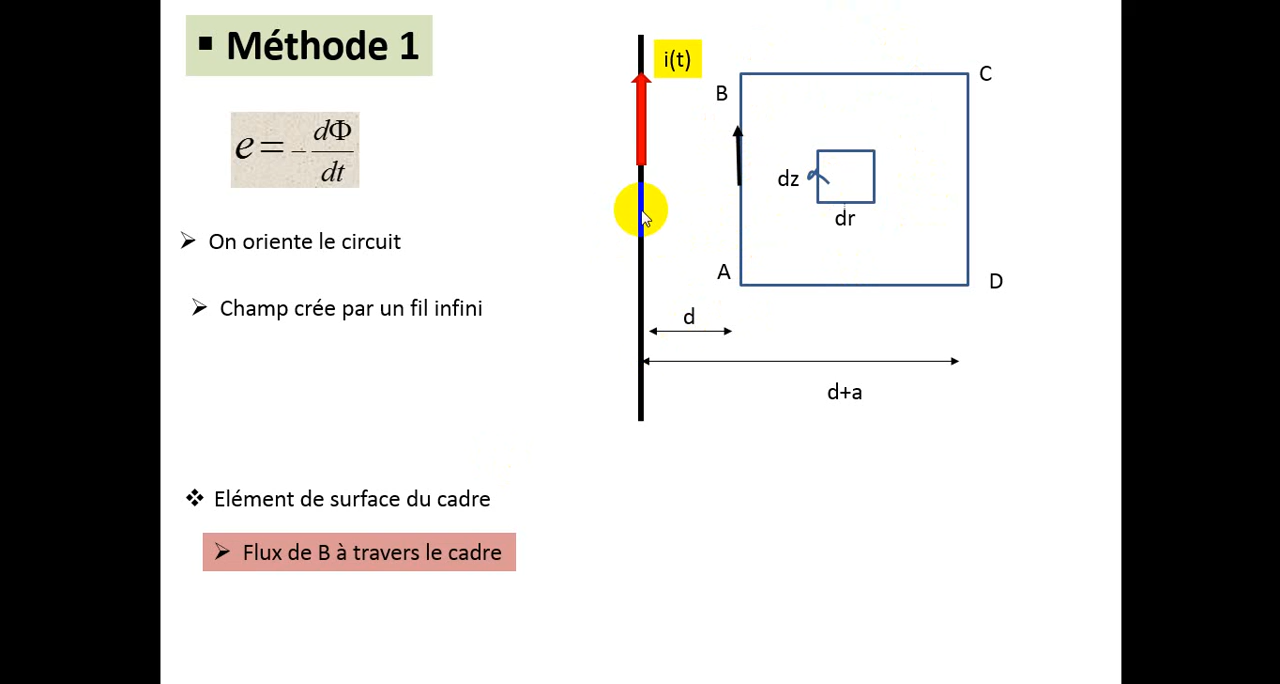 ▪ Méthode 1
e = - dΦ/dt
➢ On oriente le circuit
➢ Champ crée par un fil infini
❖ Elément de surface du cadre
➢ Flux de B à travers le cadre
i(t)
B
C
dz
dr
A
D
d
d+a